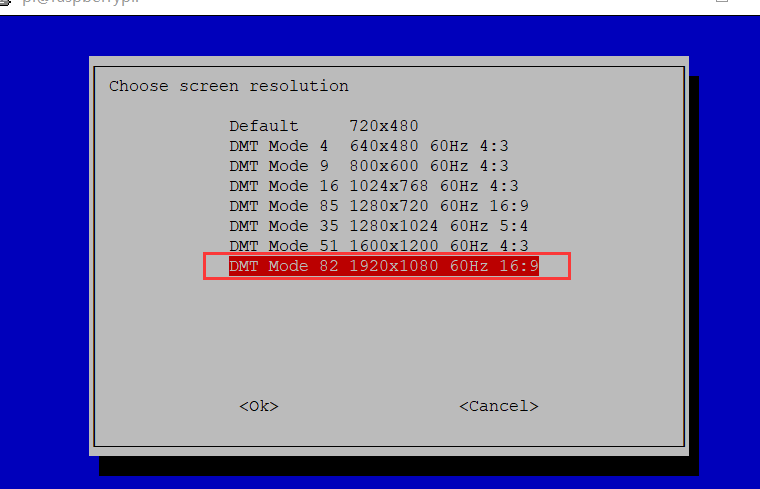 Choose screen resolution
Default 720x480
DMT Mode 4 640x480 60Hz 4:3
DMT Mode 9 800x600 60Hz 4:3
DMT Mode 16 1024x768 60Hz 4:3
DMT Mode 85 1280x720 60Hz 16:9
DMT Mode 35 1280x1024 60Hz 5:4
DMT Mode 51 1600x1200 60Hz 4:3
DMT Mode 82 1920x1080 60Hz 16:9
<Ok> <Cancel>